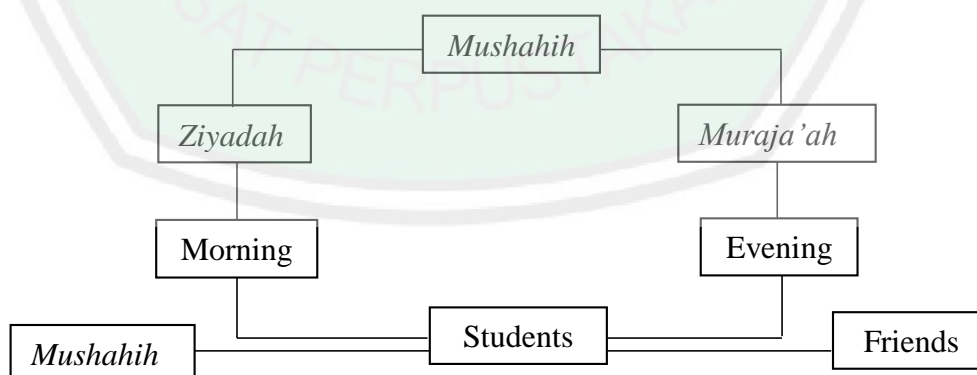 Mushahih
Ziyadah
Muraja’ah
Morning
Evening
Students
Mushahih
Friends